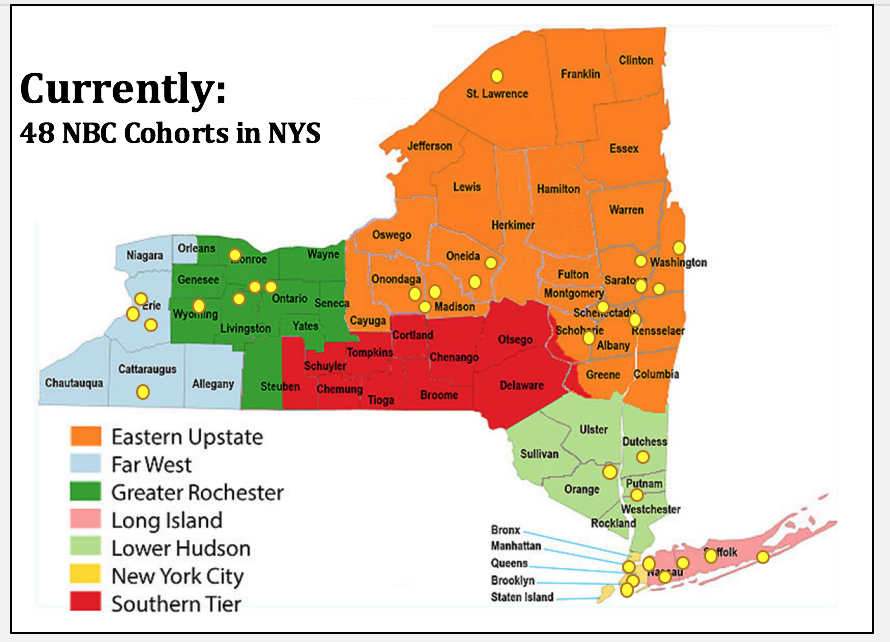 Currently:
48 NBC Cohorts in NYS
Clinton
Franklin
St. Lawrence
Jefferson
Essex
Lewis
Hamilton
Warren
Herkimer
Oswego
Orleans
Niagara
Monroe
Wayne
Oneida
Washington
Genesee
Onondaga
Fulton
Saratoga
Erie
Ontario
Seneca
Montgomery
Madison
Wyoming
Schenectady
Livingston
Yates
Cayuga
Schoharie
Rensselaer
Cortland
Otsego
Albany
Tompkins
Chenango
Cattaraugus
Schuyler
Greene
Columbia
Chautauqua
Allegany
Steuben
Chemung
Delaware
Tioga
Broome
Ulster
Dutchess
Sullivan
Putnam
Orange
Westchester
Rockland
Bronx
Manhattan
Queens
Suffolk
Nassau
Brooklyn
Staten Island
Eastern Upstate
Far West
Greater Rochester
Long Island
Lower Hudson
New York City
Southern Tier